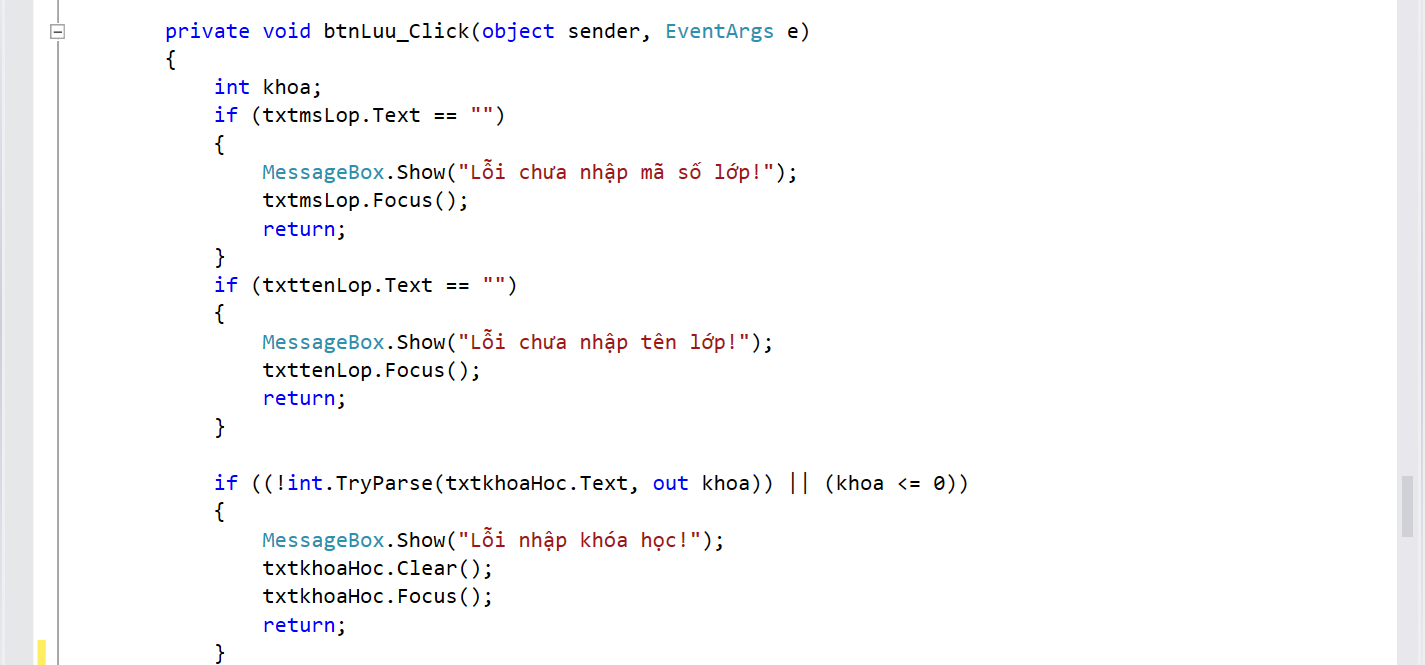 private void btnLuu_Click(object sender, EventArgs e)
{
int khoa;
if (txtmsLop.Text == "")
{
MessageBox.Show("Lỗi chưa nhập mã số lớp!");
txtmsLop.Focus();
return;
}
if (txttenLop.Text == "")
{
MessageBox.Show("Lỗi chưa nhập tên lớp!");
txttenLop.Focus();
return;
}
if ((!int.TryParse(txtkhoaHoc.Text, out khoa)) || (khoa <= 0))
{
MessageBox.Show("Lỗi nhập khóa học!");
txtkhoaHoc.Clear();
txtkhoaHoc.Focus();
return;
}